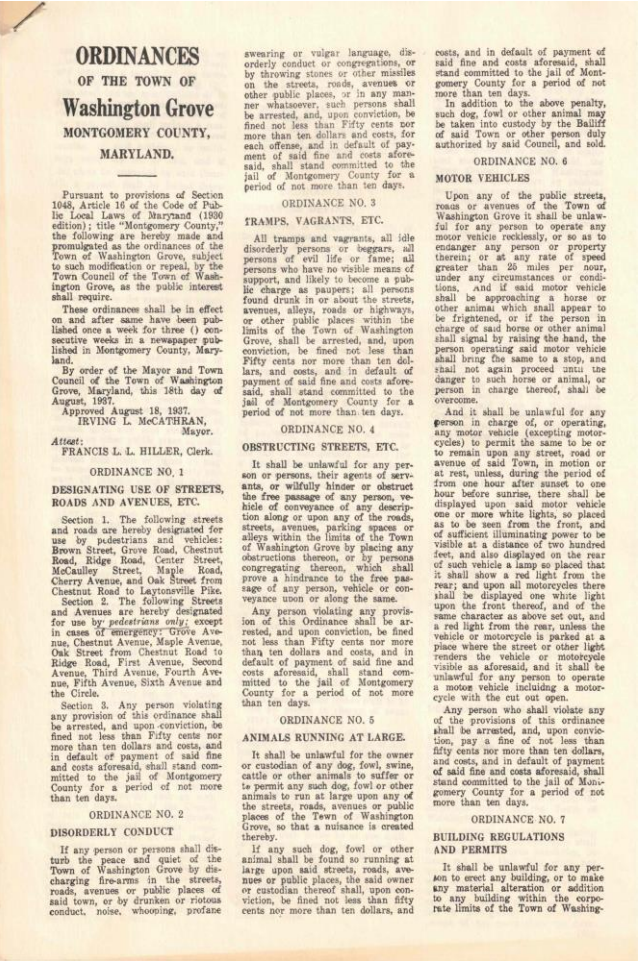 ORDINANCES
OF THE TOWN OF
Washington Grove
MONTGOMERY COUNTY,
MARYLAND.
Pursuant to provisions of Section
1048, Article 16 of the Code of Pub-
lic Local Laws of Maryland (1930
edition); title "Montgomery County,"
the following are hereby made and
promulgated as the ordinances of the
Town of Washington Grove, subject
to such modification or repeal, by the
Town Council of the Town of Wash-
ington Grove, as the public interest
shall require.
These ordinances shall be in effect
on and after same have been pub-
lished once a week for three () con-
secutive weeks in a newspaper pub-
lished in Montgomery County, Mary-
land.
By order of the Mayor and Town
Council of the Town of Washington
Grove, Maryland, this 18th day of
August, 1937.
Approved August 18, 1937.
IRVING L. McCATHRAN,
Mayor.
Attest:
FRANCIS L. L. HILLER, Clerk.
ORDINANCE NO. 1
DESIGNATING USE OF STREETS,
ROADS AND AVENUES, ETC.
Section 1. The following streets
and roads are hereby designated for
use by pedestrians and vehicles:
Brown Street, Grove Road, Chestnut
Road, Ridge Road, Center Street,
McCaulley Street, Maple Road,
Cherry Avenue, and Oak Street from
Chestnut Road to Laytonsville Pike.
Section 2. The following Streets
and Avenues are hereby designated
for use by pedestrians only; except
in cases of emergency: Grove Ave-
nue, Chestnut Avenue, Maple Avenue,
Oak Street from Chestnut Road to
Ridge Road, First Avenue, Second
Avenue, Third Avenue, Fourth Ave-
nue, Fifth Avenue, Sixth Avenue and
the Circle.
Section 3. Any person violating
any provision of this ordinance shall
be arrested, and upon conviction, be
fined not less than Fifty cents nor
more than ten dollars and costs, and
in default of payment of said fine
and costs aforesaid, shall stand com-
mitted to the jail of Montgomery
County for a period of not more
than ten days.
ORDINANCE NO. 2
DISORDERLY CONDUCT
If any person or persons shall dis-
turb the peace and quiet of the
Town of Washington Grove by dis-
charging fire-arms in the streets,
roads, avenues or public places of
said town, or by drunken or riotous
conduct, noise, whooping, profane
swearing or vulgar language, dis-
orderly conduct or congregations, or
by throwing stones or other missiles
on the streets, roads, avenues or
other public places, or in any man-
ner whatsoever, such persons shall
be arrested, and, upon conviction, be
fined not less than Fifty cents nor
more than ten dollars and costs, for
each offense, and in default of pay-
ment of said fine and costs afore-
said, shall stand committed to the
jail of Montgomery County for a
period of not more than ten days.
ORDINANCE NO. 3
TRAMPS, VAGRANTS, ETC.
All tramps and vagrants, all idle
disorderly persons or beggars, all
persons of evil life or fame; all
persons who have no visible means of
support, and likely to become a pub-
lic charge as paupers; all persons
found drunk in or about the streets,
avenues, alleys, roads or highways,
or other public places within the
limits of the Town of Washington
Grove, shall be arrested, and, upon
conviction, be fined not less than
Fifty cents nor more than ten dol-
lars, and costs, and in default of
payment of said fine and costs afore-
said, shall stand committed to the
jail of Montgomery County for a
period of not more than ten days.
ORDINANCE NO. 4
OBSTRUCTING STREETS, ETC.
It shall be unlawful for any per-
son or persons, their agents of serv-
ants, or wilfully hinder or obstruct
the free passage of any person, ve-
hicle of conveyance of any descrip-
tion along or upon any of the roads,
streets, avenues, parking spaces or
alleys within the limits of the Town
of Washington Grove by placing any
obstructions thereon, or by persons
congregating thereon, which shall
prove a hindrance to the free pas-
sage of any person, vehicle or con-
veyance upon or along the same.
Any person violating any provis-
ion of this Ordinance shall be ar-
rested, and upon conviction, be fined
not less than Fifty cents nor more
than ten dollars and costs, and in
default of payment of said fine and
costs aforesaid, shall stand com-
mitted to the jail of Montgomery
County for a period of not more
than ten days.
ORDINANCE NO. 5
ANIMALS RUNNING AT LARGE.
It shall be unlawful for the owner
or custodian of any dog, fowl, swine,
cattle or other animals to suffer or
te permit any such dog, fowl or other
animals to run at large upon any of
the streets, roads, avenues or public
places of the Town of Washington
Grove, so that a nuisance is created
thereby.
If any such dog, fowl or other
animal shall be found so running at
large upon said streets, roads, ave-
nues or public places, the said owner
or custodian thereof shall, upon con-
viction, be fined not less than fifty
cents nor more than ten dollars, and
costs, and in default of payment of
said fine and costs aforesaid, shall
stand committed to the jail of Mont-
gomery County for a period of not
more than ten days.
In addition to the above penalty,
such dog, fowl or other animal may
be taken into custody by the Bailiff
of said Town or other person duly
authorized by said Council, and sold.
ORDINANCE NO. 6
MOTOR VEHICLES
Upon any of the public streets,
roads or avenues of the Town of
Washington Grove it shall be unlaw-
ful for any person to operate any
motor vehicle recklessly, or so as to
endanger any person or property
therein; or at any rate of speed
greater than 25 miles per hour,
under any circumstances or condi-
tions, And if said motor vehicle
shall be approaching a horse or
other animal which shall appear to
be frightened, or if the person in
charge of said horse or other animal
shall signal by raising the hand, the
person operating said motor vehicle
shall bring the same to a stop, and
shall not again proceed until the
danger to such horse or animal, or
person in charge thereof, shall be
overcome.
And it shall be unlawful for any
person in charge of, or operating,
any motor vehicle (excepting motor-
cycles) to permit the same to be or
to remain upon any street, road or
avenue of said Town, in motion or
at rest, unless, during the period of
from one hour after sunset to one
hour before sunrise, there shall be
displayed upon said motor vehicle
one or more white lights, so placed
as to be seen from the front, and
of sufficient illuminating power to be
visible at a distance of two hundred
feet, and also displayed on the rear
of such vehicle a lamp so placed that
it shall show a red light from the
rear; and upon all motorcycles there
shall be displayed one white light
upon the front thereof, and of the
same character as above set out, and
a red light from the rear, unless the
vehicle or motorcycle is parked at a
place where the street or other light
renders the vehicle or motorcycle
visible as aforesaid, and it shall be
unlawful for any person to operate
a motor vehicle incluidng a motor-
cycle with the cut out open.
Any person who shall violate any
of the provisions of this ordinance
shall be arrested, and, upon convic-
tion, pay a fine of not less than
fifty cents nor more than ten dollars,
and costs, and in default of payment
of said fine and costs aforesaid, shall
stand committed to the jail of Mont-
gomery County for a period of not
more than ten days.
ORDINANCE NO. 7
BUILDING REGULATIONS
AND PERMITS
It shall be unlawful for any per-
son to erect any building, or to make
any material alteration or addition
to any building within the corpo-
rate limits of the Town of Washing-